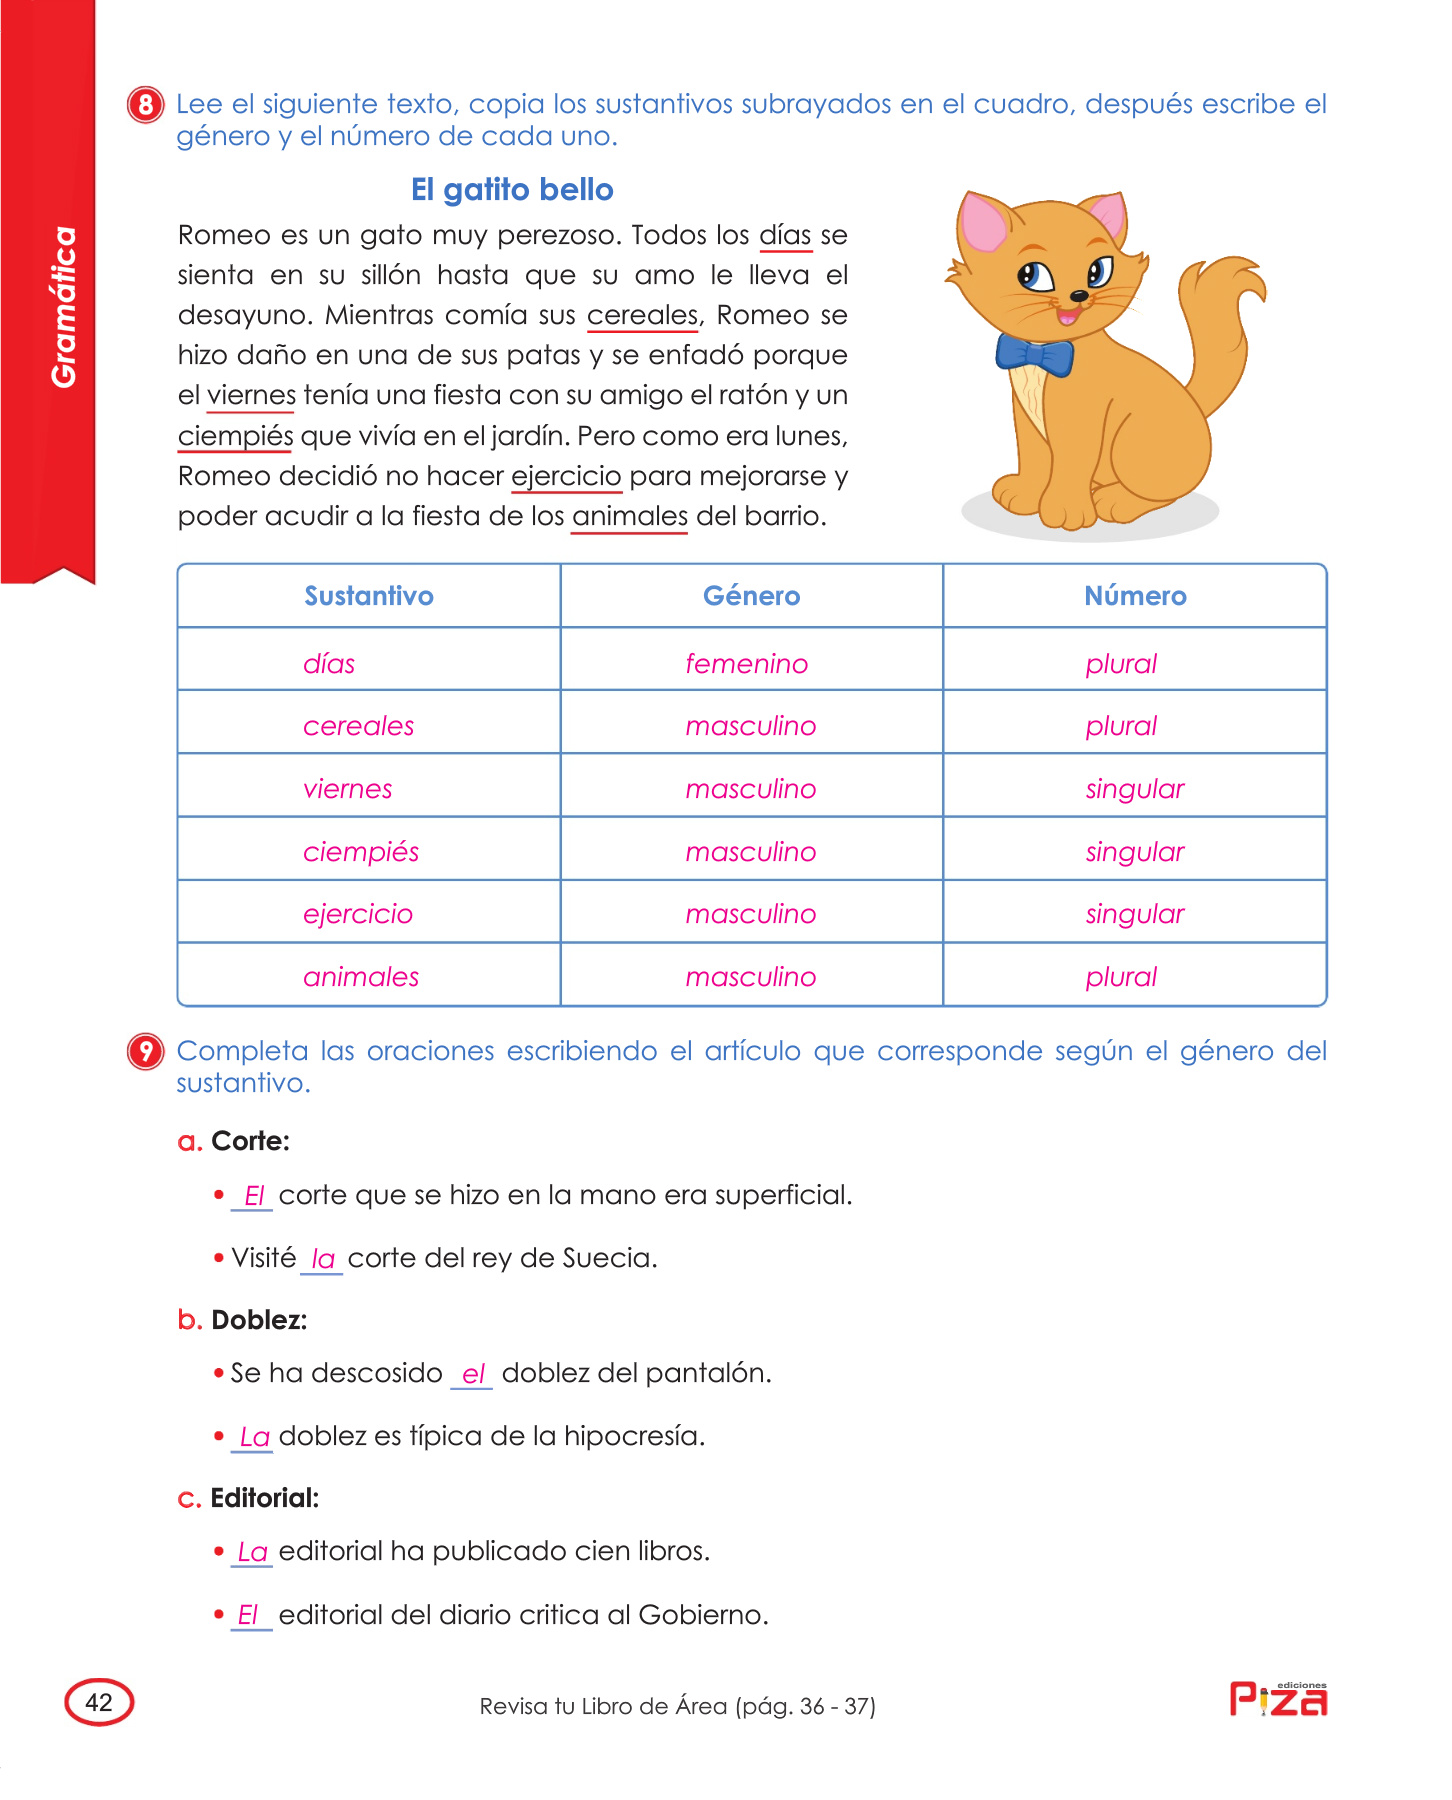 Gramática
8 Lee el siguiente texto, copia los sustantivos subrayados en el cuadro, después escribe el
género y el número de cada uno.
El gatito bello
Romeo es un gato muy perezoso. Todos los días se
sienta en su sillón hasta que su amo le lleva el
desayuno. Mientras comía sus cereales, Romeo se
hizo daño en una de sus patas y se enfadó porque
el viernes tenía una fiesta con su amigo el ratón y un
ciempiés que vivía en el jardín. Pero como era lunes,
Romeo decidió no hacer ejercicio para mejorarse y
poder acudir a la fiesta de los animales del barrio.
Sustantivo Género Número
días femenino plural
cereales masculino plural
viernes masculino singular
ciempiés masculino singular
ejercicio masculino singular
animales masculino plural
9 Completa las oraciones escribiendo el artículo que corresponde según el género del
sustantivo.
a. Corte:
• El corte que se hizo en la mano era superficial.
• Visité la corte del rey de Suecia.
b. Doblez:
• Se ha descosido el doblez del pantalón.
• La doblez es típica de la hipocresía.
c. Editorial:
• La editorial ha publicado cien libros.
• El editorial del diario critica al Gobierno.
42
Revisa tu Libro de Área (pág. 36 - 37)
ediciones
Piza